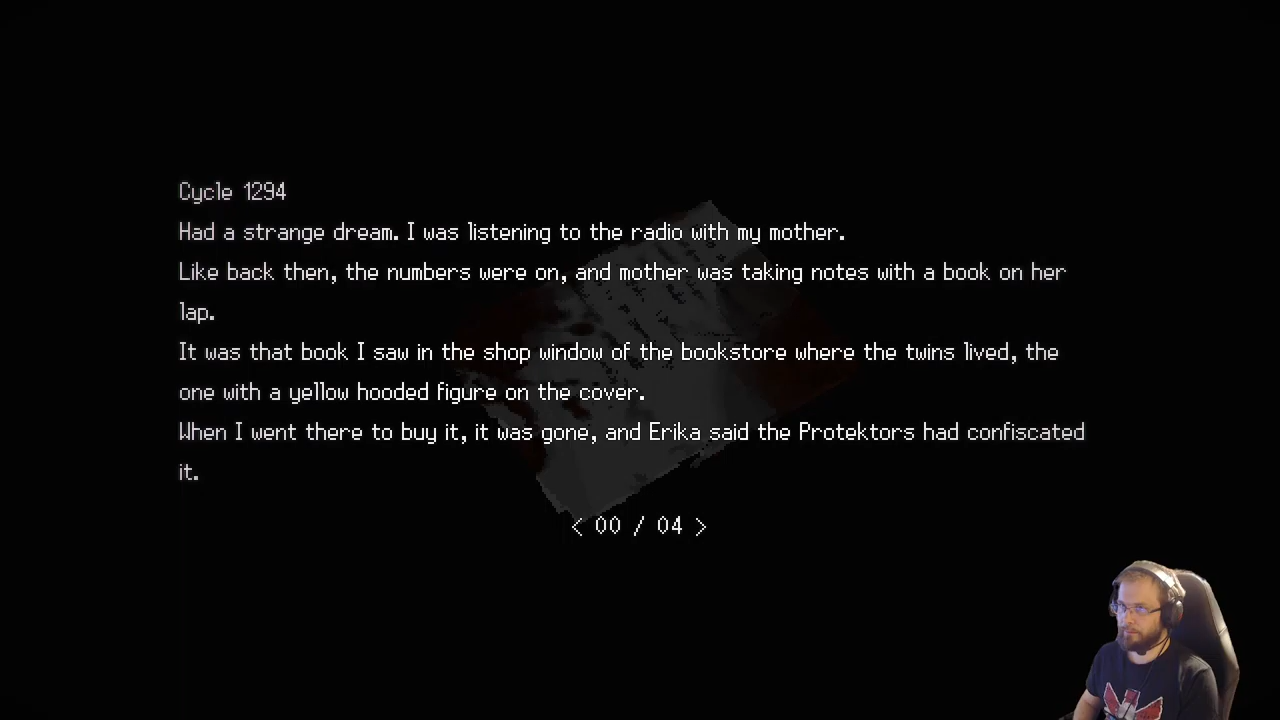 Cycle 1294
Had a strange dream. I was listening to the radio with my mother.
Like back then, the numbers were on, and mother was taking notes with a book on her
lap.
It was that book I saw in the shop window of the bookstore where the twins lived, the
one with a yellow hooded figure on the cover.
When I went there to buy it, it was gone, and Erika said the Protektors had confiscated
it.
< 00 / 04 >